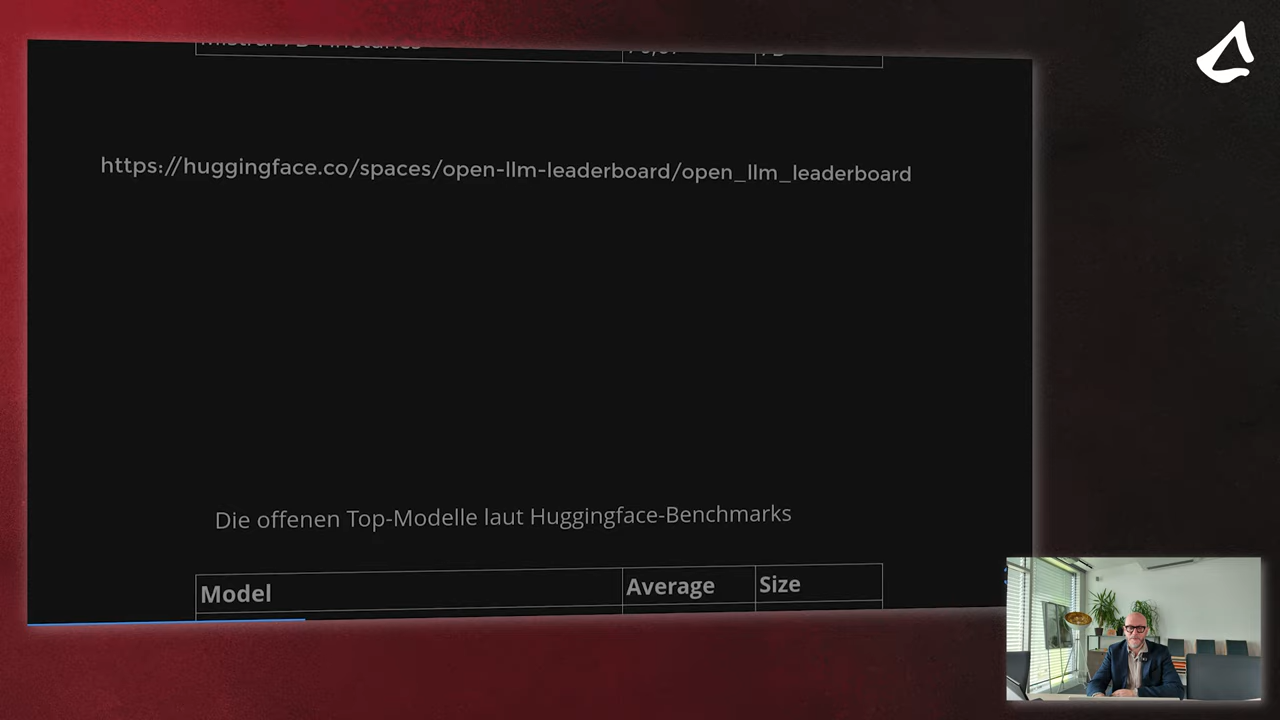 https://huggingface.co/spaces/open-llm-leaderboard/open_llm_leaderboard
Die offenen Top-Modelle laut Huggingface-Benchmarks
Model Average Size